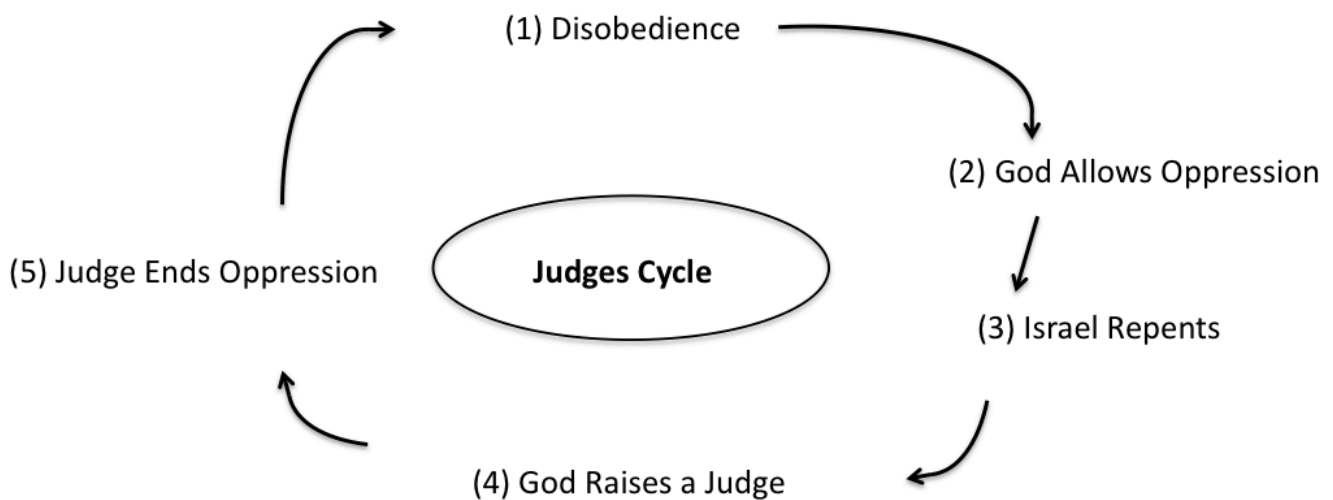 (1) Disobedience
(2) God Allows Oppression
(3) Israel Repents
(4) God Raises a Judge
(5) Judge Ends Oppression
Judges Cycle